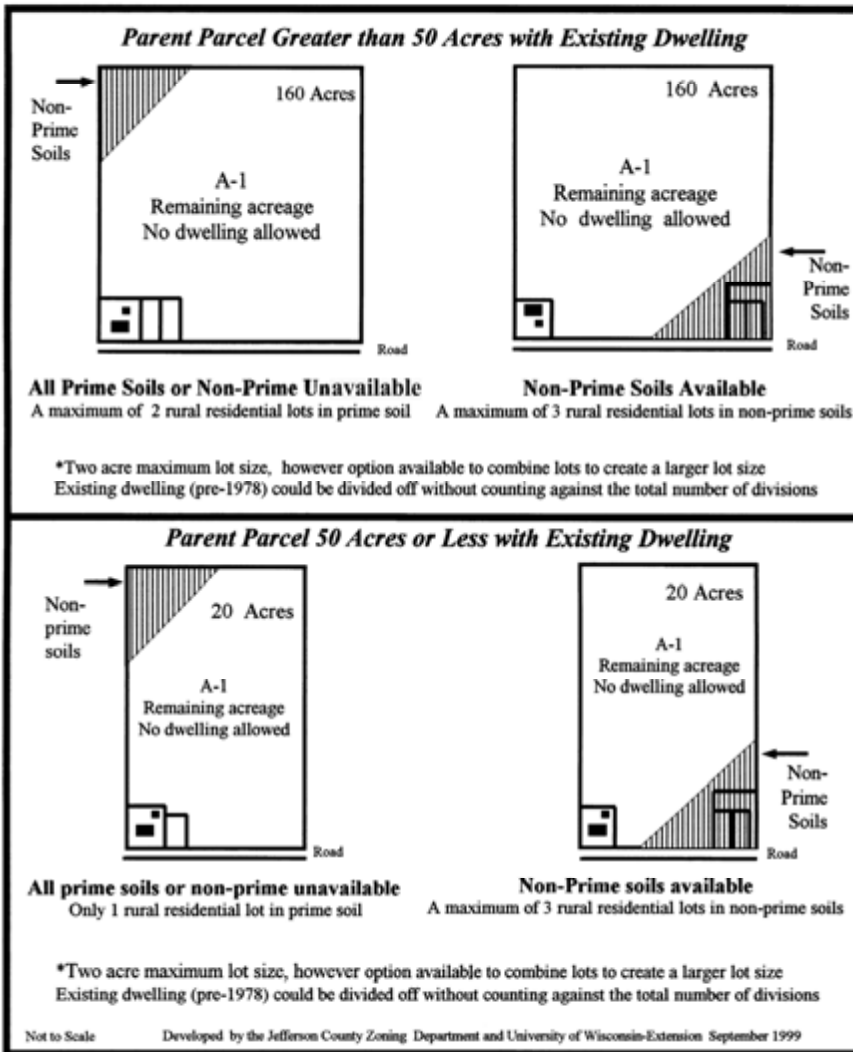 Parent Parcel Greater than 50 Acres with Existing Dwelling
Non-
Prime
Soils
160 Acres
A-1
Remaining acreage
No dwelling allowed
Road
All Prime Soils or Non-Prime Unavailable
A maximum of 2 rural residential lots in prime soil
160 Acres
A-1
Remaining acreage
No dwelling allowed
Non-
Prime
Soils
Road
Non-Prime Soils Available
A maximum of 3 rural residential lots in non-prime soils
*Two acre maximum lot size, however option available to combine lots to create a larger lot size
Existing dwelling (pre-1978) could be divided off without counting against the total number of divisions
Parent Parcel 50 Acres or Less with Existing Dwelling
Non-
prime
soils
20 Acres
A-1
Remaining acreage
No dwelling allowed
Road
All prime soils or non-prime unavailable
Only 1 rural residential lot in prime soil
20 Acres
A-1
Remaining acreage
No dwelling allowed
Non-
Prime
Soils
Road
Non-Prime soils available
A maximum of 3 rural residential lots in non-prime soils
*Two acre maximum lot size, however option available to combine lots to create a larger lot size
Existing dwelling (pre-1978) could be divided off without counting against the total number of divisions
Not to Scale Developed by the Jefferson County Zoning Department and University of Wisconsin-Extension September 1999